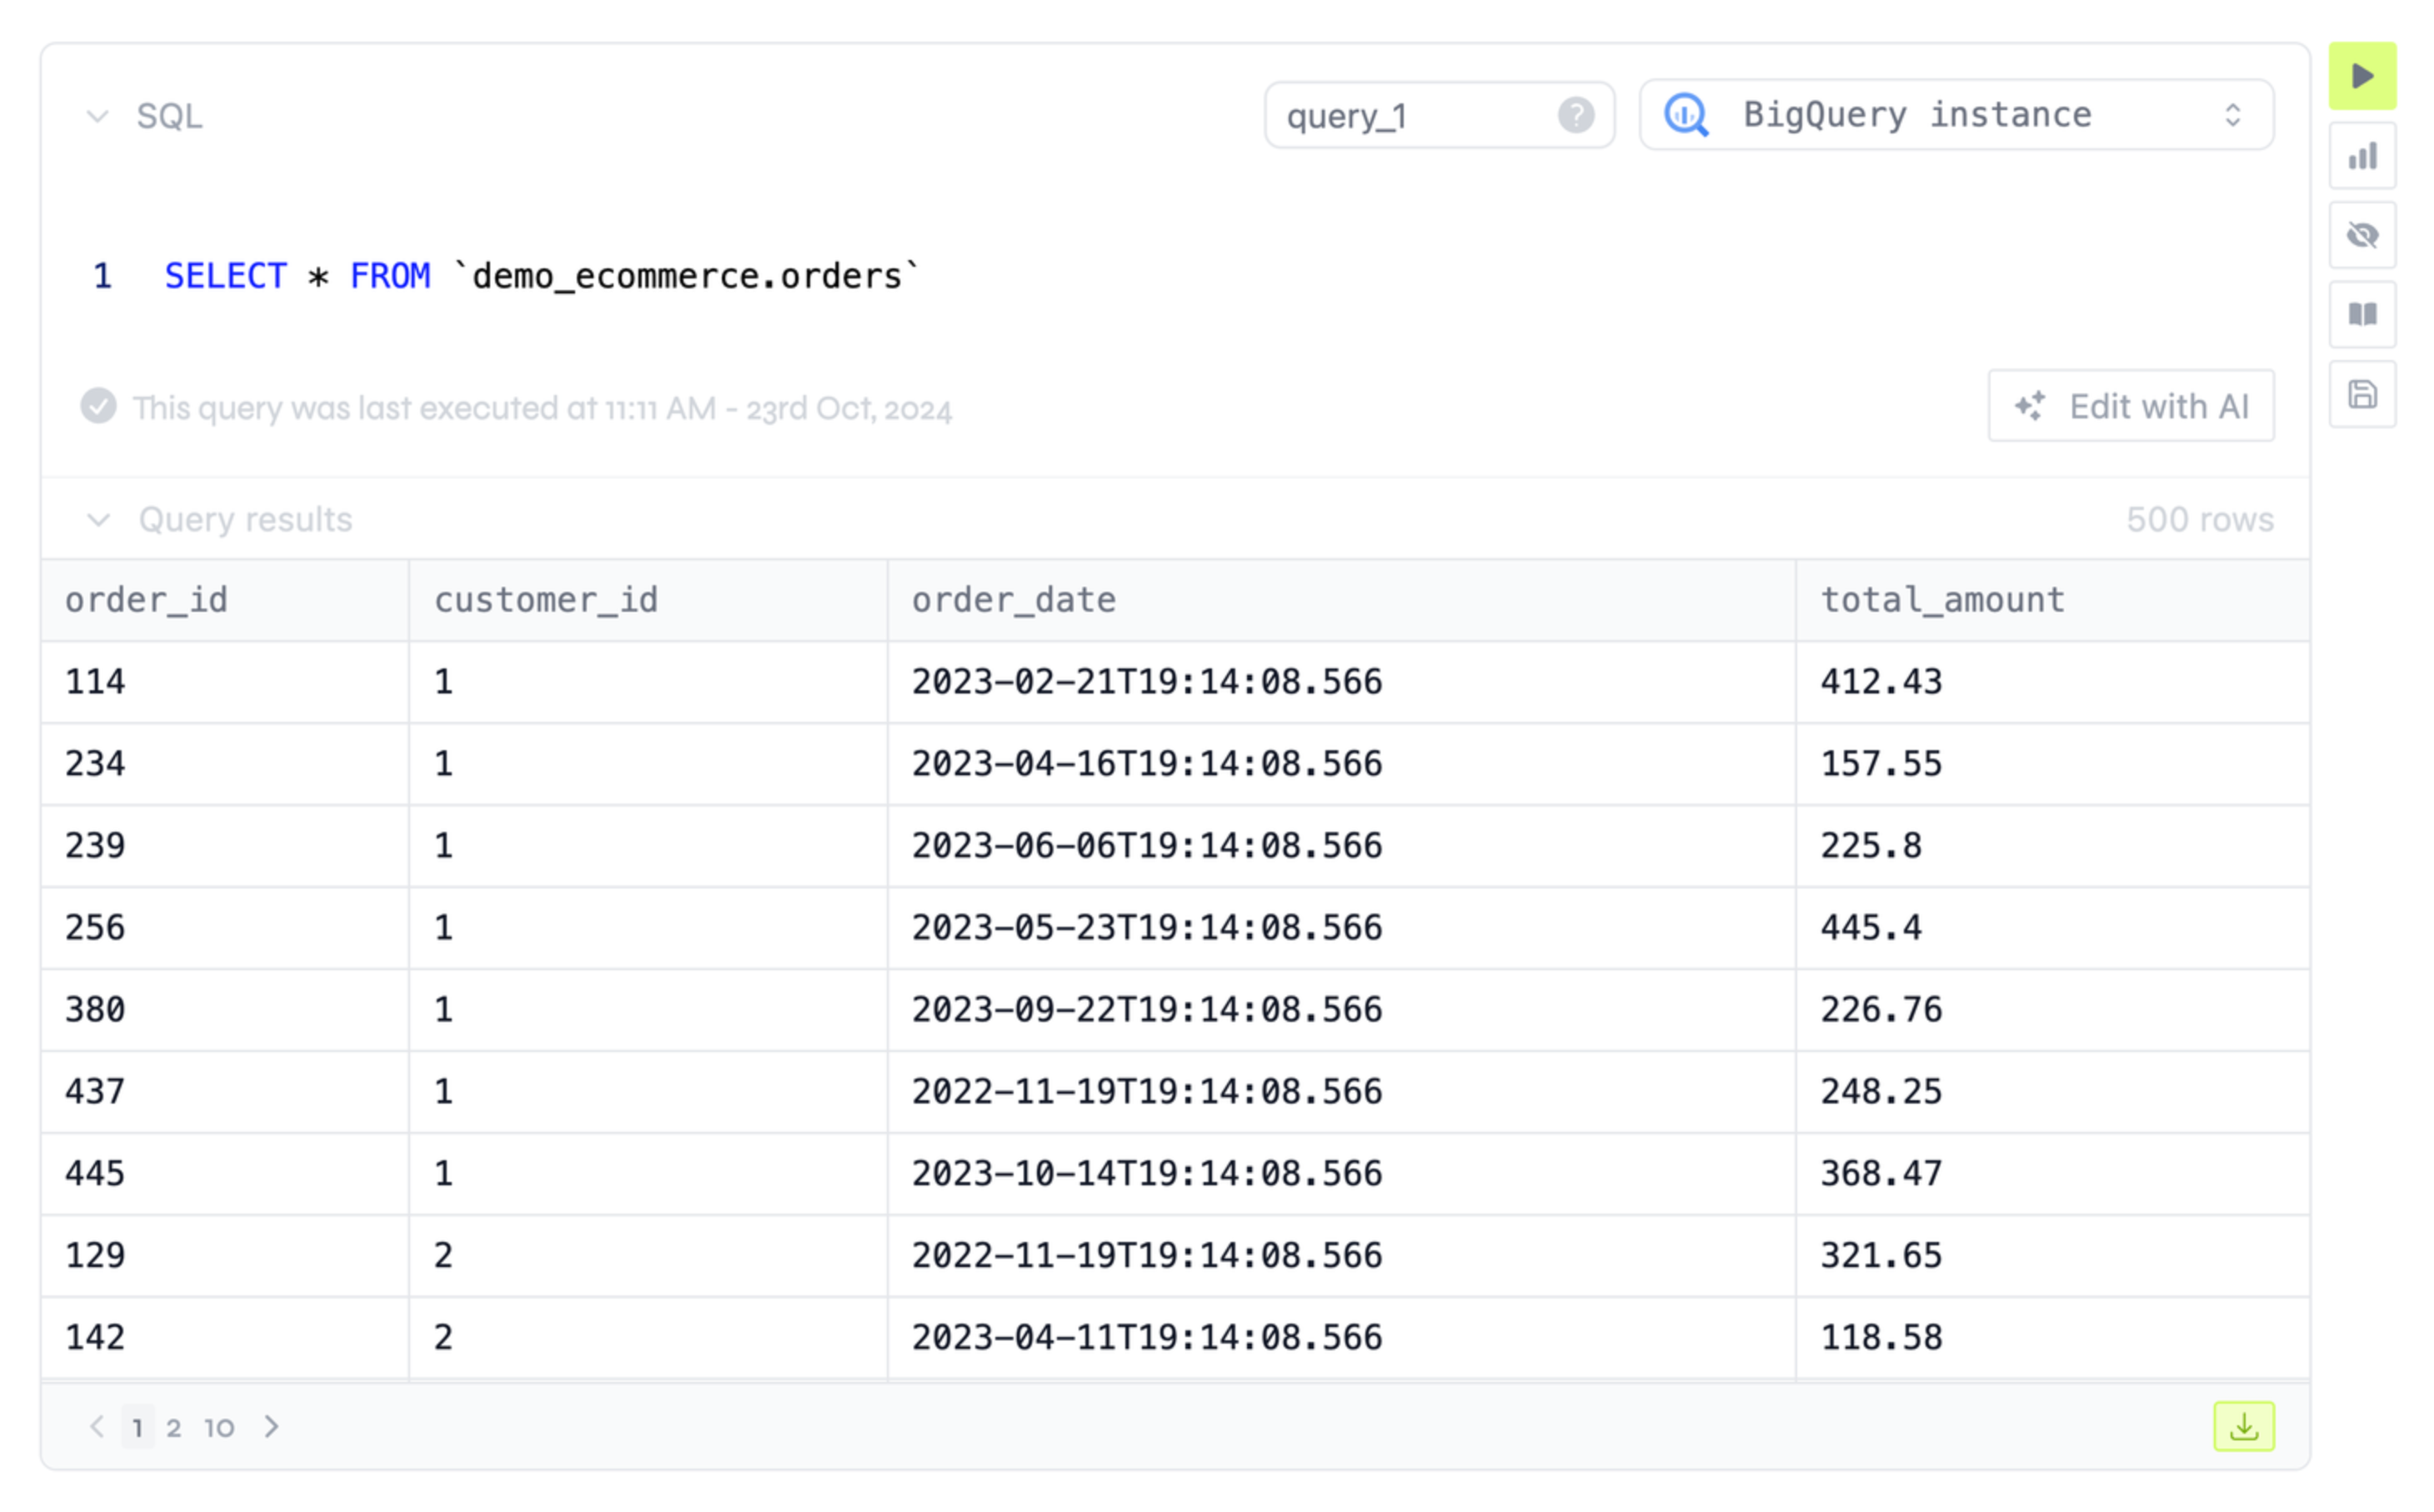 SQL query_1 ? BigQuery instance
1 SELECT * FROM `demo_ecommerce.orders`
This query was last executed at 11:11 AM - 23rd Oct, 2024 Edit with AI
Query results 500 rows
order_id customer_id order_date total_amount
114 1 2023-02-21T19:14:08.566 412.43
234 1 2023-04-16T19:14:08.566 157.55
239 1 2023-06-06T19:14:08.566 225.8
256 1 2023-05-23T19:14:08.566 445.4
380 1 2023-09-22T19:14:08.566 226.76
437 1 2022-11-19T19:14:08.566 248.25
445 1 2023-10-14T19:14:08.566 368.47
129 2 2022-11-19T19:14:08.566 321.65
142 2 2023-04-11T19:14:08.566 118.58
1 2 10